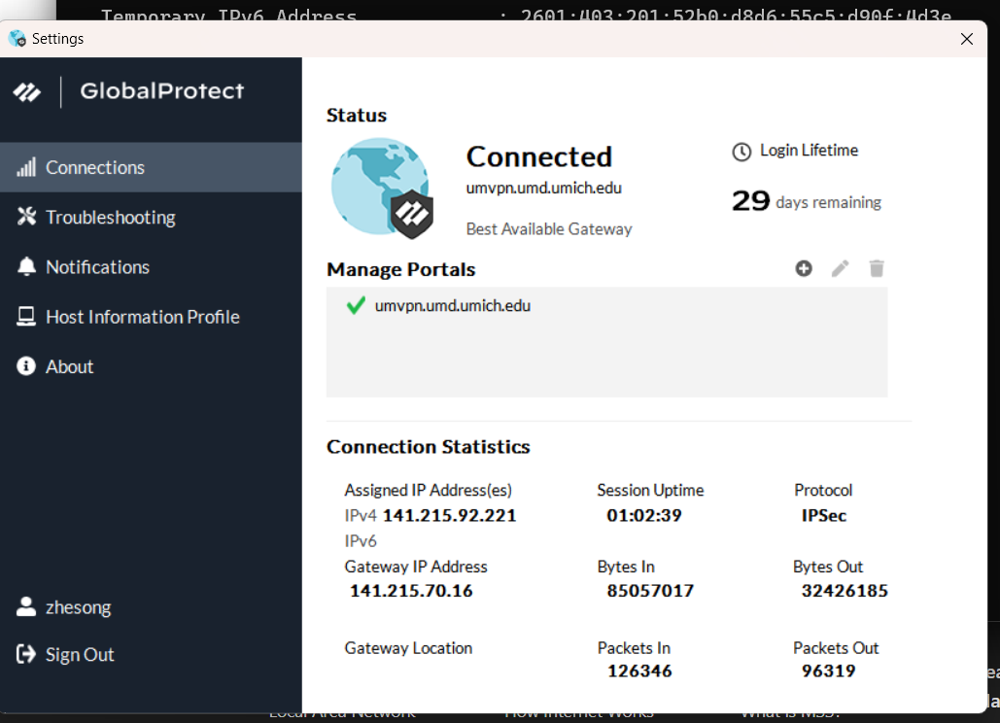 Temporary IPv6 Address : 2601:403:201:52b0:d8d6:55c5:d90f:4d3e
Settings
GlobalProtect
Connections
Troubleshooting
Notifications
Host Information Profile
About
zhesong
Sign Out
Status
Connected
umvpn.umd.umich.edu
Best Available Gateway
Login Lifetime
29 days remaining
Manage Portals
umvpn.umd.umich.edu
Connection Statistics
Assigned IP Address(es) Session Uptime Protocol
IPv4 141.215.92.221 01:02:39 IPSec
IPv6
Gateway IP Address Bytes In Bytes Out
141.215.70.16 85057017 32426185
Gateway Location Packets In Packets Out
126346 96319
Local Area Network How Internet Works What is MSS?